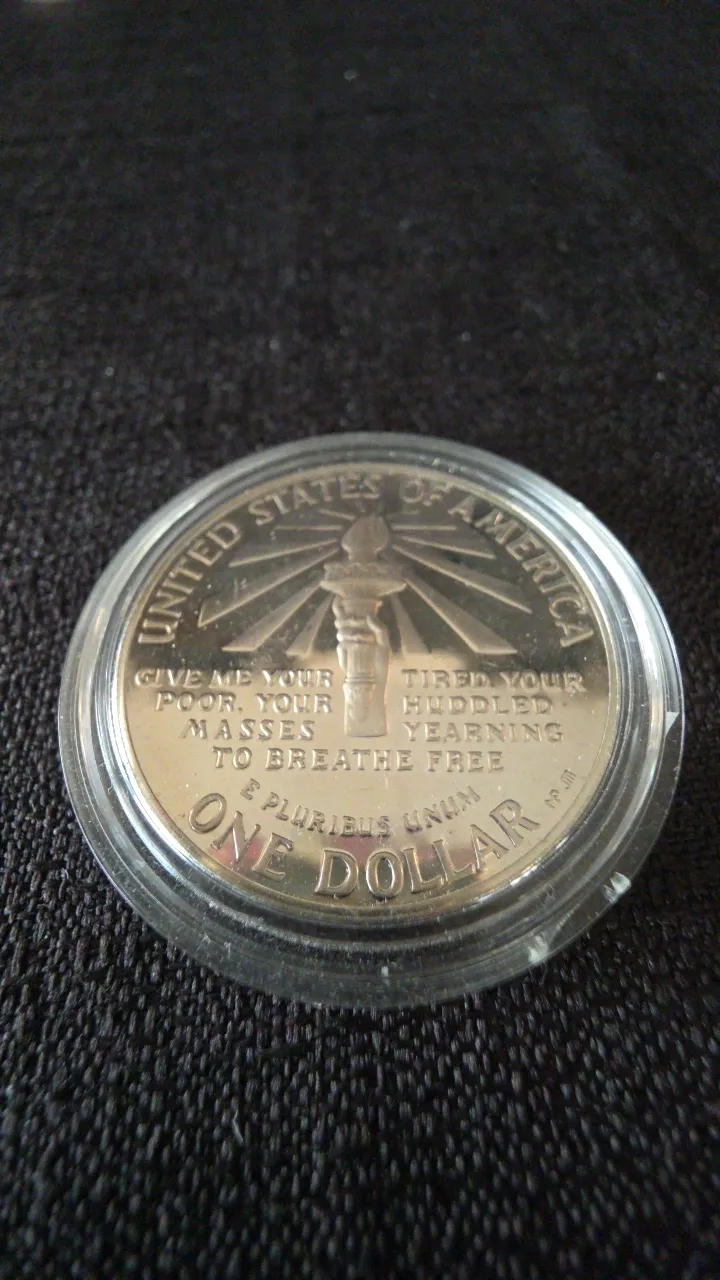 UNITED STATES OF AMERICA
GIVE ME YOUR TIRED, YOUR
POOR, YOUR HUDDLED
MASSES YEARNING
TO BREATHE FREE
E PLURIBUS UNUM
ONE DOLLAR